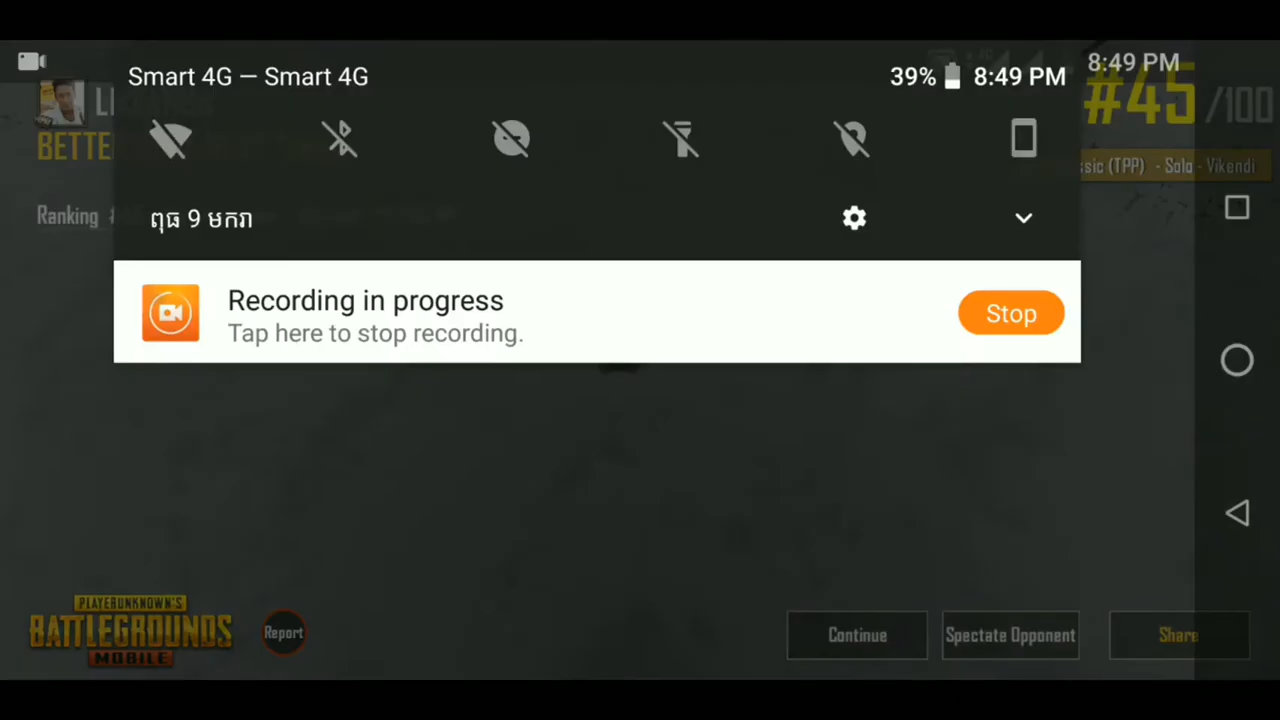 Smart 4G — Smart 4G
39%
8:49 PM
8:49 PM
#45/100
BETTE
ssic (TPP) - Solo - Vikendi
Ranking
ពុធ 9 មករា
Recording in progress
Tap here to stop recording.
Stop
PLAYERUNKNOWN'S
BATTLEGROUNDS
MOBILE
Report
Continue
Spectate Opponent
Share